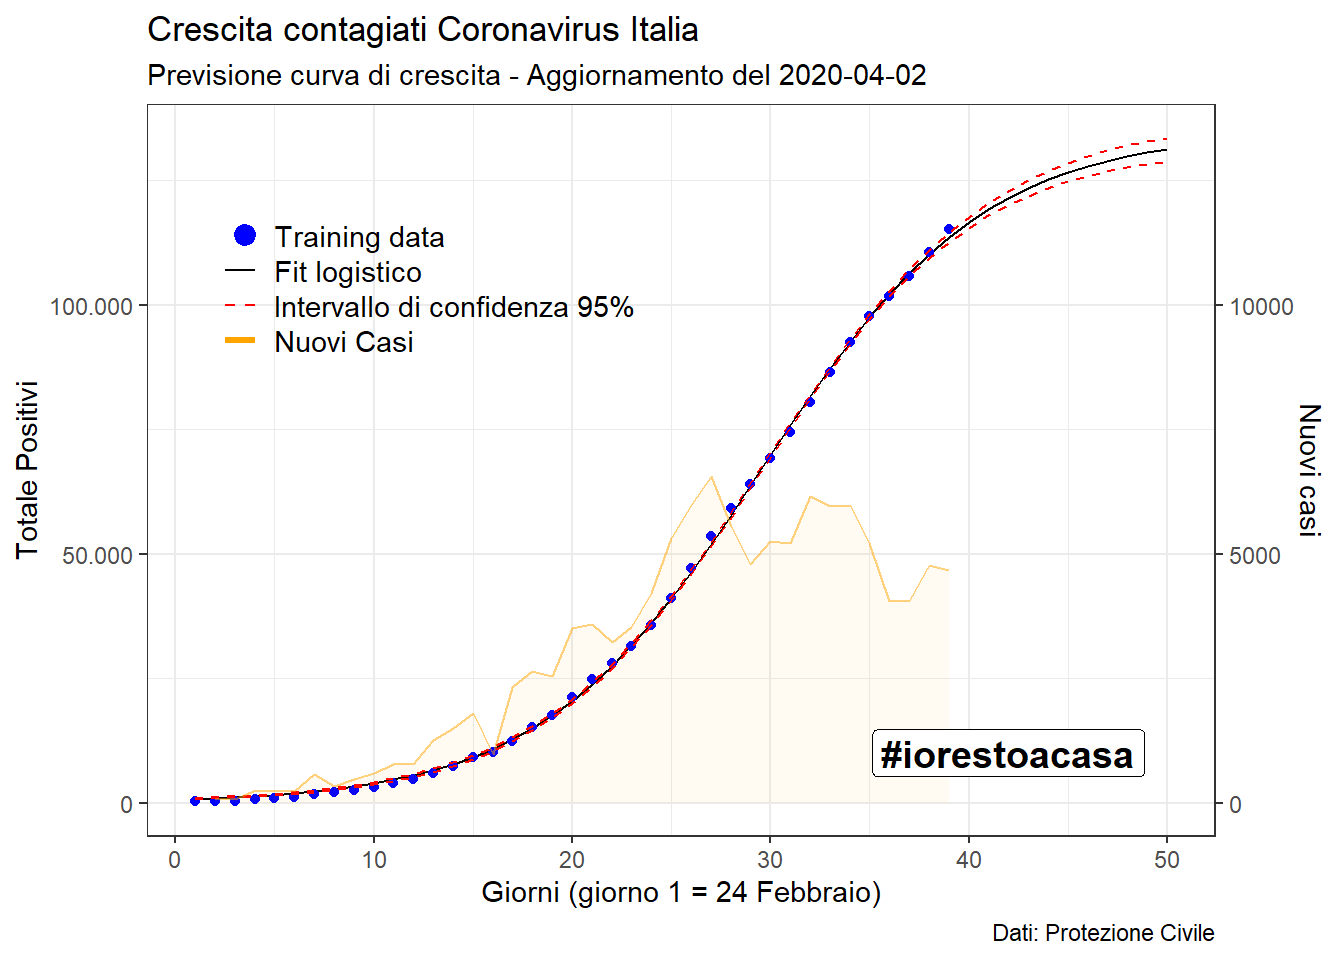 Crescita contagiati Coronavirus Italia
Previsione curva di crescita - Aggiornamento del 2020-04-02
Training data
Fit logistico
Intervallo di confidenza 95%
Nuovi Casi
Totale Positivi
100.000
50.000
0
Nuovi casi
10000
5000
0
#iorestoacasa
0 10 20 30 40 50
Giorni (giorno 1 = 24 Febbraio)
Dati: Protezione Civile